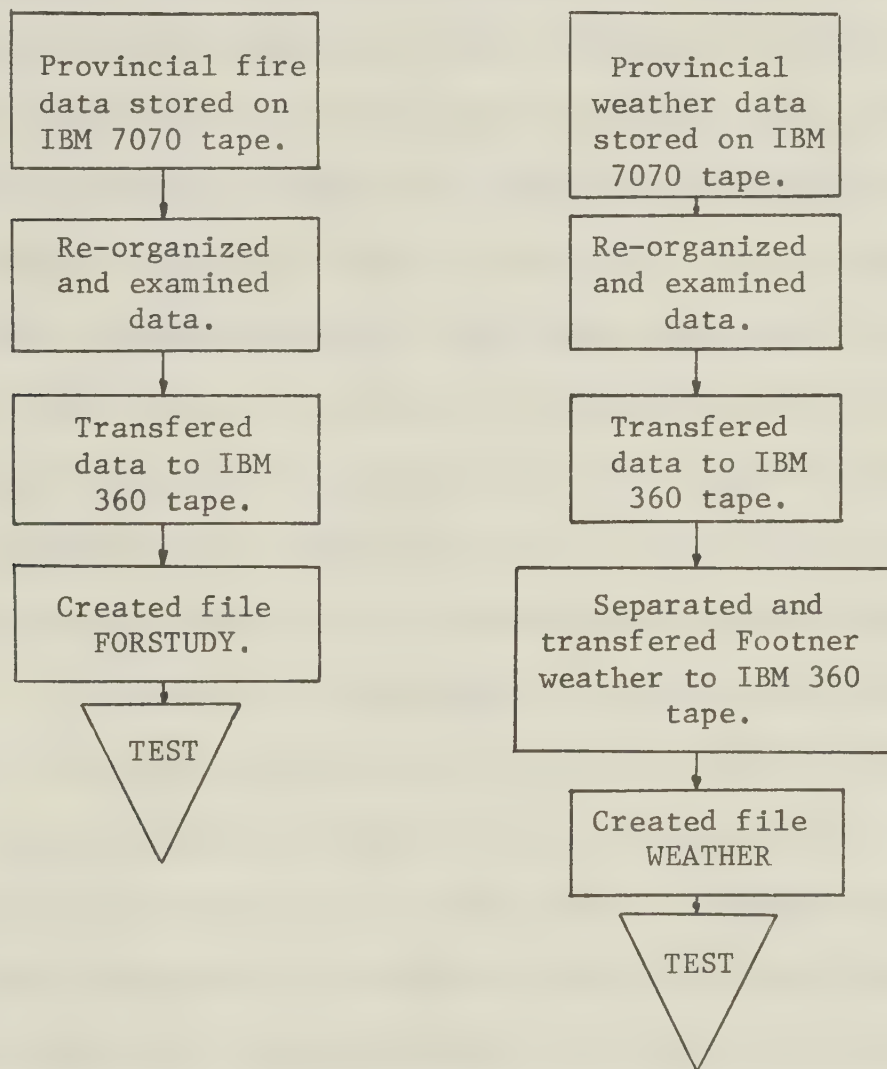 Provincial fire
data stored on
IBM 7070 tape.
Re-organized
and examined
data.
Transfered
data to IBM
360 tape.
Created file
FORSTUDY.
TEST
Provincial
weather data
stored on IBM
7070 tape.
Re-organized
and examined
data.
Transfered
data to IBM
360 tape.
Separated and
transfered Footner
weather to IBM 360
tape.
Created file
WEATHER
TEST